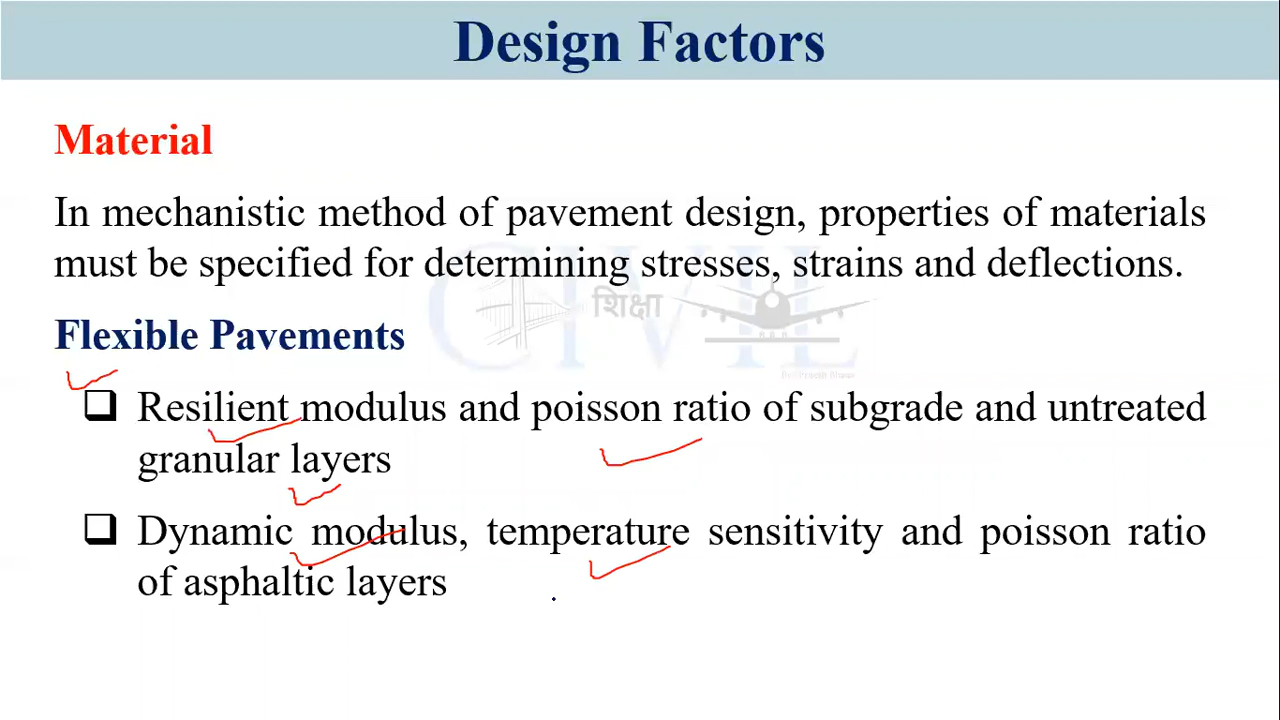 Design Factors
Material
In mechanistic method of pavement design, properties of materials
must be specified for determining stresses, strains and deflections.
CIVIL
शिक्षा
Flexible Pavements
Resilient modulus and poisson ratio of subgrade and untreated
granular layers
Dynamic modulus, temperature sensitivity and poisson ratio
of asphaltic layers